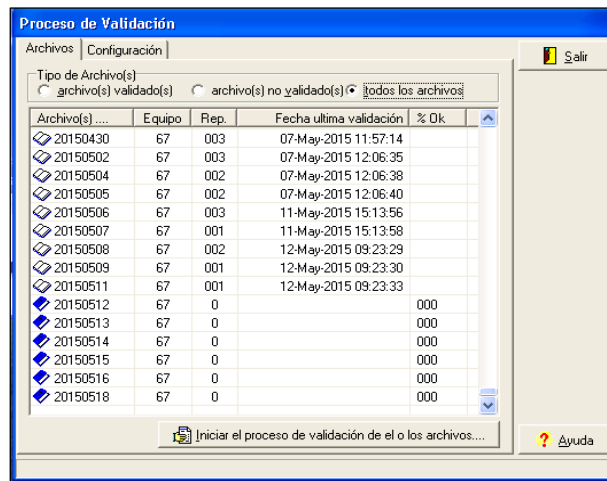 Proceso de Validación
Archivos Configuración
Salir
Tipo de Archivo(s)
archivo(s) validado(s) archivo(s) no validado(s) todos los archivos
Archivo(s) .... Equipo Rep. Fecha ultima validación % Ok
20150430 67 003 07-May-2015 11:57:14
20150502 67 003 07-May-2015 12:06:35
20150504 67 002 07-May-2015 12:06:38
20150505 67 002 07-May-2015 12:06:40
20150506 67 003 11-May-2015 15:13:56
20150507 67 001 11-May-2015 15:13:58
20150508 67 002 12-May-2015 09:23:29
20150509 67 001 12-May-2015 09:23:30
20150511 67 001 12-May-2015 09:23:33
20150512 67 0 000
20150513 67 0 000
20150514 67 0 000
20150515 67 0 000
20150516 67 0 000
20150518 67 0 000
Iniciar el proceso de validación de el o los archivos....
? Ayuda